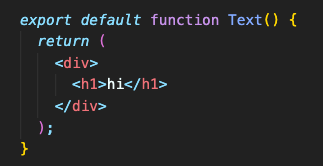 export default function Text() {
  return (
    <div>
      <h1>hi</h1>
    </div>
  );
}